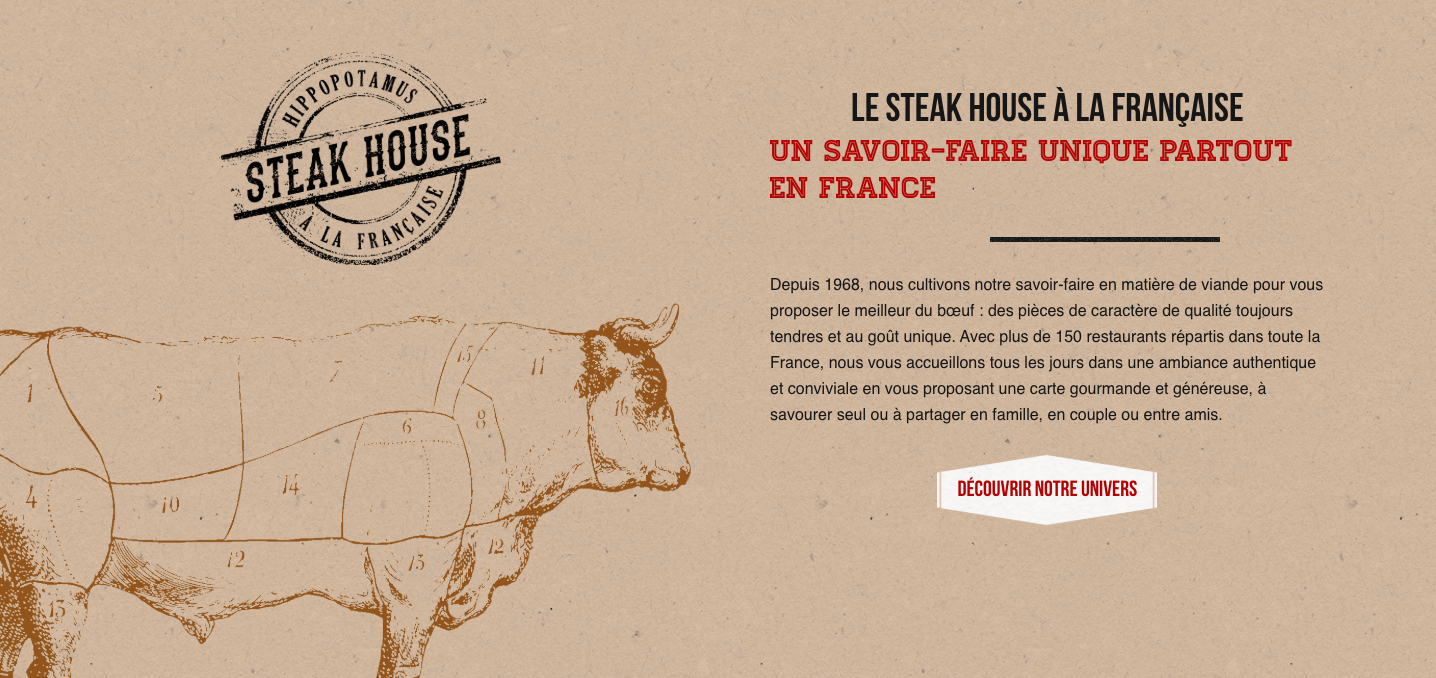 HIPPOPOTAMUS
STEAK HOUSE
À LA FRANÇAISE
LE STEAK HOUSE À LA FRANÇAISE
UN SAVOIR-FAIRE UNIQUE PARTOUT
EN FRANCE
Depuis 1968, nous cultivons notre savoir-faire en matière de viande pour vous
proposer le meilleur du bœuf : des pièces de caractère de qualité toujours
tendres et au goût unique. Avec plus de 150 restaurants répartis dans toute la
France, nous vous accueillons tous les jours dans une ambiance authentique
et conviviale en vous proposant une carte gourmande et généreuse, à
savourer seul ou à partager en famille, en couple ou entre amis.
DÉCOUVRIR NOTRE UNIVERS
1
5
7
15
11
16
8
6
4
10
14
12
13
12
13